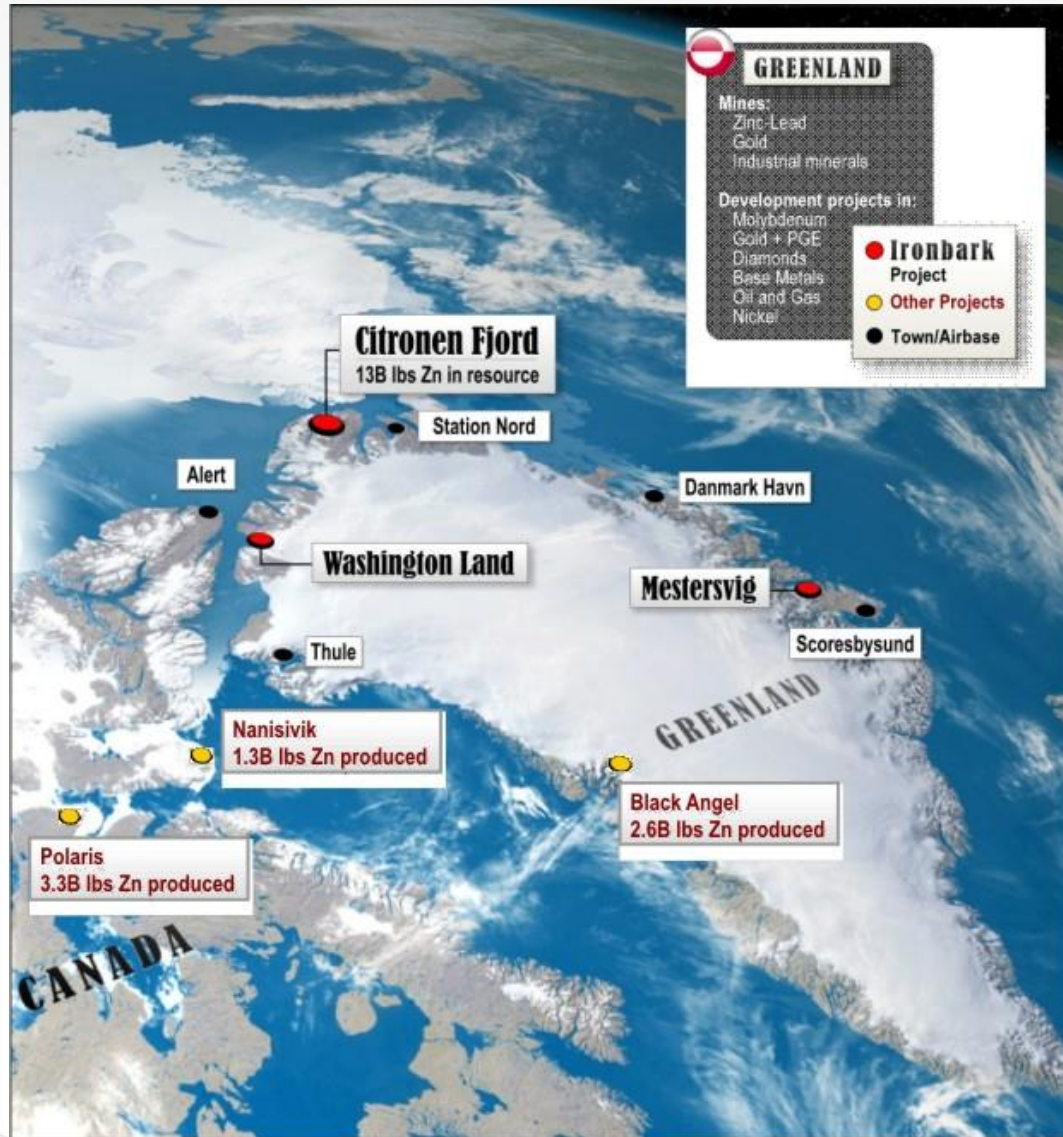 GREENLAND
Mines:
Zinc-Lead
Gold
Industrial minerals
Development projects in:
Molybdenum
Gold + PGE
Diamonds
Base Metals
Oil and Gas
Nickel
Ironbark
Project
Other Projects
Town/Airbase
Citronen Fjord
13B lbs Zn in resource
Station Nord
Alert
Danmark Havn
Washington Land
Mestersvig
Scoresbysund
Thule
GREENLAND
Nanisivik
1.3B lbs Zn produced
Black Angel
2.6B lbs Zn produced
Polaris
3.3B lbs Zn produced
CANADA